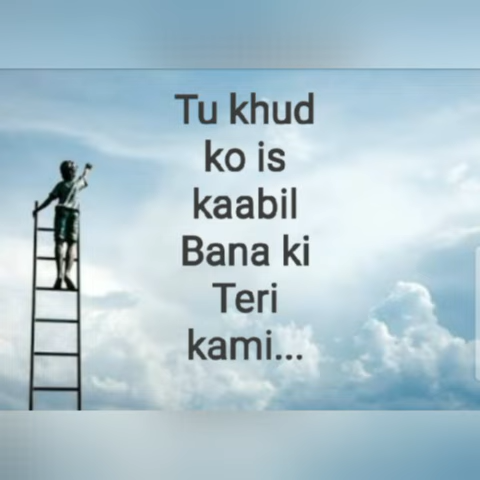 Tu khud
ko is
kaabil
Bana ki
Teri
kami...